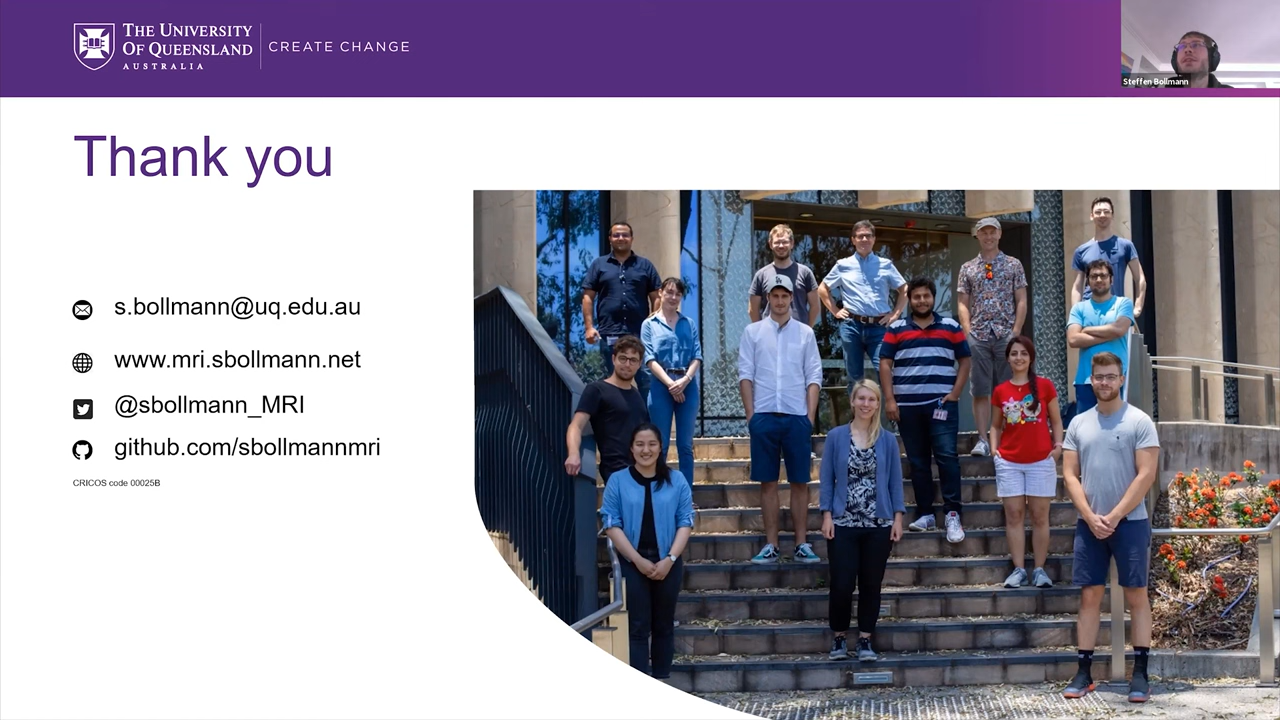 THE UNIVERSITY
OF QUEENSLAND
AUSTRALIA
CREATE CHANGE
Steffen Bollmann
Thank you
s.bollmann@uq.edu.au
www.mri.sbollmann.net
@sbollmann_MRI
github.com/sbollmannmri
CRICOS code 00025B